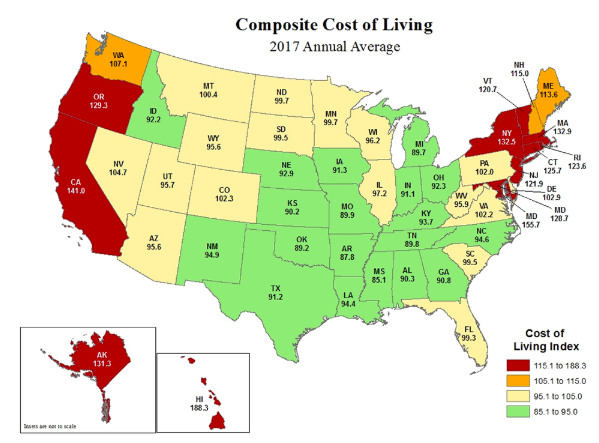 Composite Cost of Living
2017 Annual Average
WA
107.1
OR
129.3
CA
141.0
ID
92.2
NV
104.7
MT
100.4
WY
95.6
UT
95.7
CO
102.3
AZ
95.6
NM
94.9
ND
99.7
SD
99.5
NE
92.9
KS
90.2
OK
89.2
TX
91.2
MN
99.7
IA
91.3
MO
89.9
AR
87.8
LA
94.4
WI
96.2
IL
97.2
MI
89.7
IN
91.1
OH
92.3
KY
93.7
TN
89.8
MS
85.1
AL
90.3
GA
90.8
FL
99.3
SC
99.5
NC
94.6
VA
102.2
WV
95.9
PA
102.0
NY
132.5
VT
120.7
NH
115.0
ME
113.6
MA
132.9
RI
123.6
CT
125.7
NJ
121.9
DE
102.9
MD
128.7
MD
155.7
AK
131.3
Insets are not to scale
HI
188.3
Cost of
Living Index
115.1 to 188.3
105.1 to 115.0
95.1 to 105.0
85.1 to 95.0